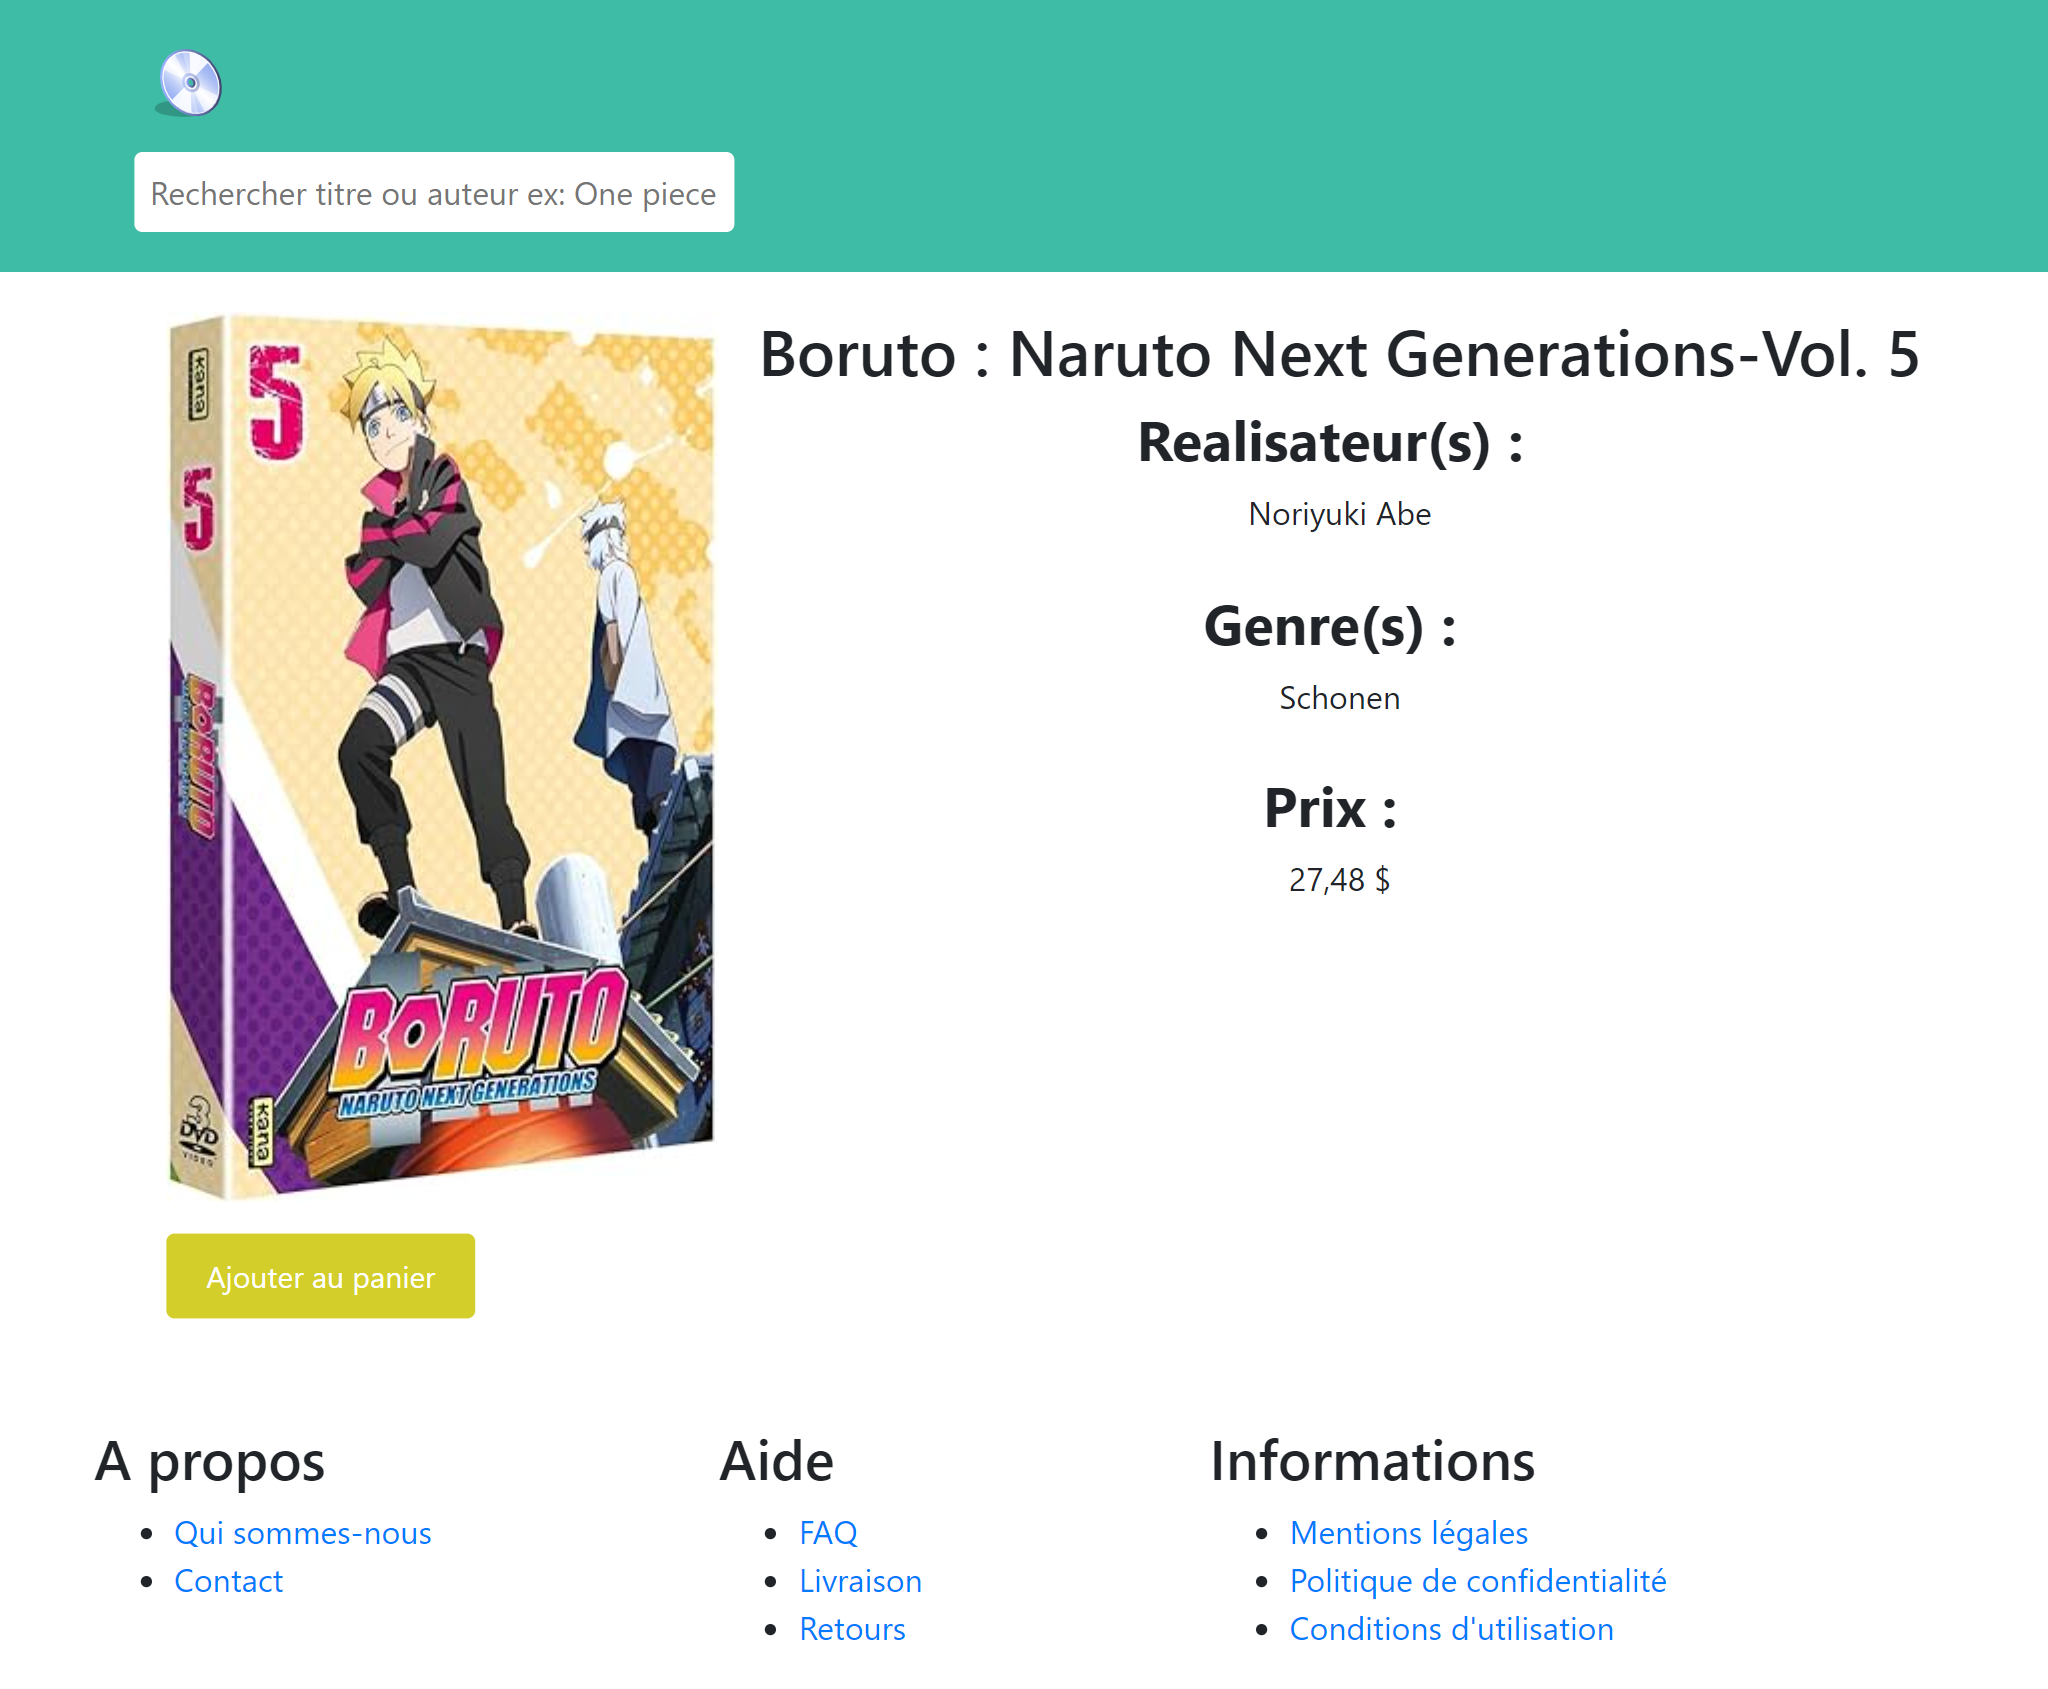 Rechercher titre ou auteur ex: One piece
kana
5
5
BORUTO
3
DVD
VIDEO
BORUTO
NARUTO NEXT GENERATIONS
kana
Boruto : Naruto Next Generations-Vol. 5
Realisateur(s) :
Noriyuki Abe
Genre(s) :
Schonen
Prix :
27,48 $
Ajouter au panier
A propos
Qui sommes-nous
Contact
Aide
FAQ
Livraison
Retours
Informations
Mentions légales
Politique de confidentialité
Conditions d'utilisation